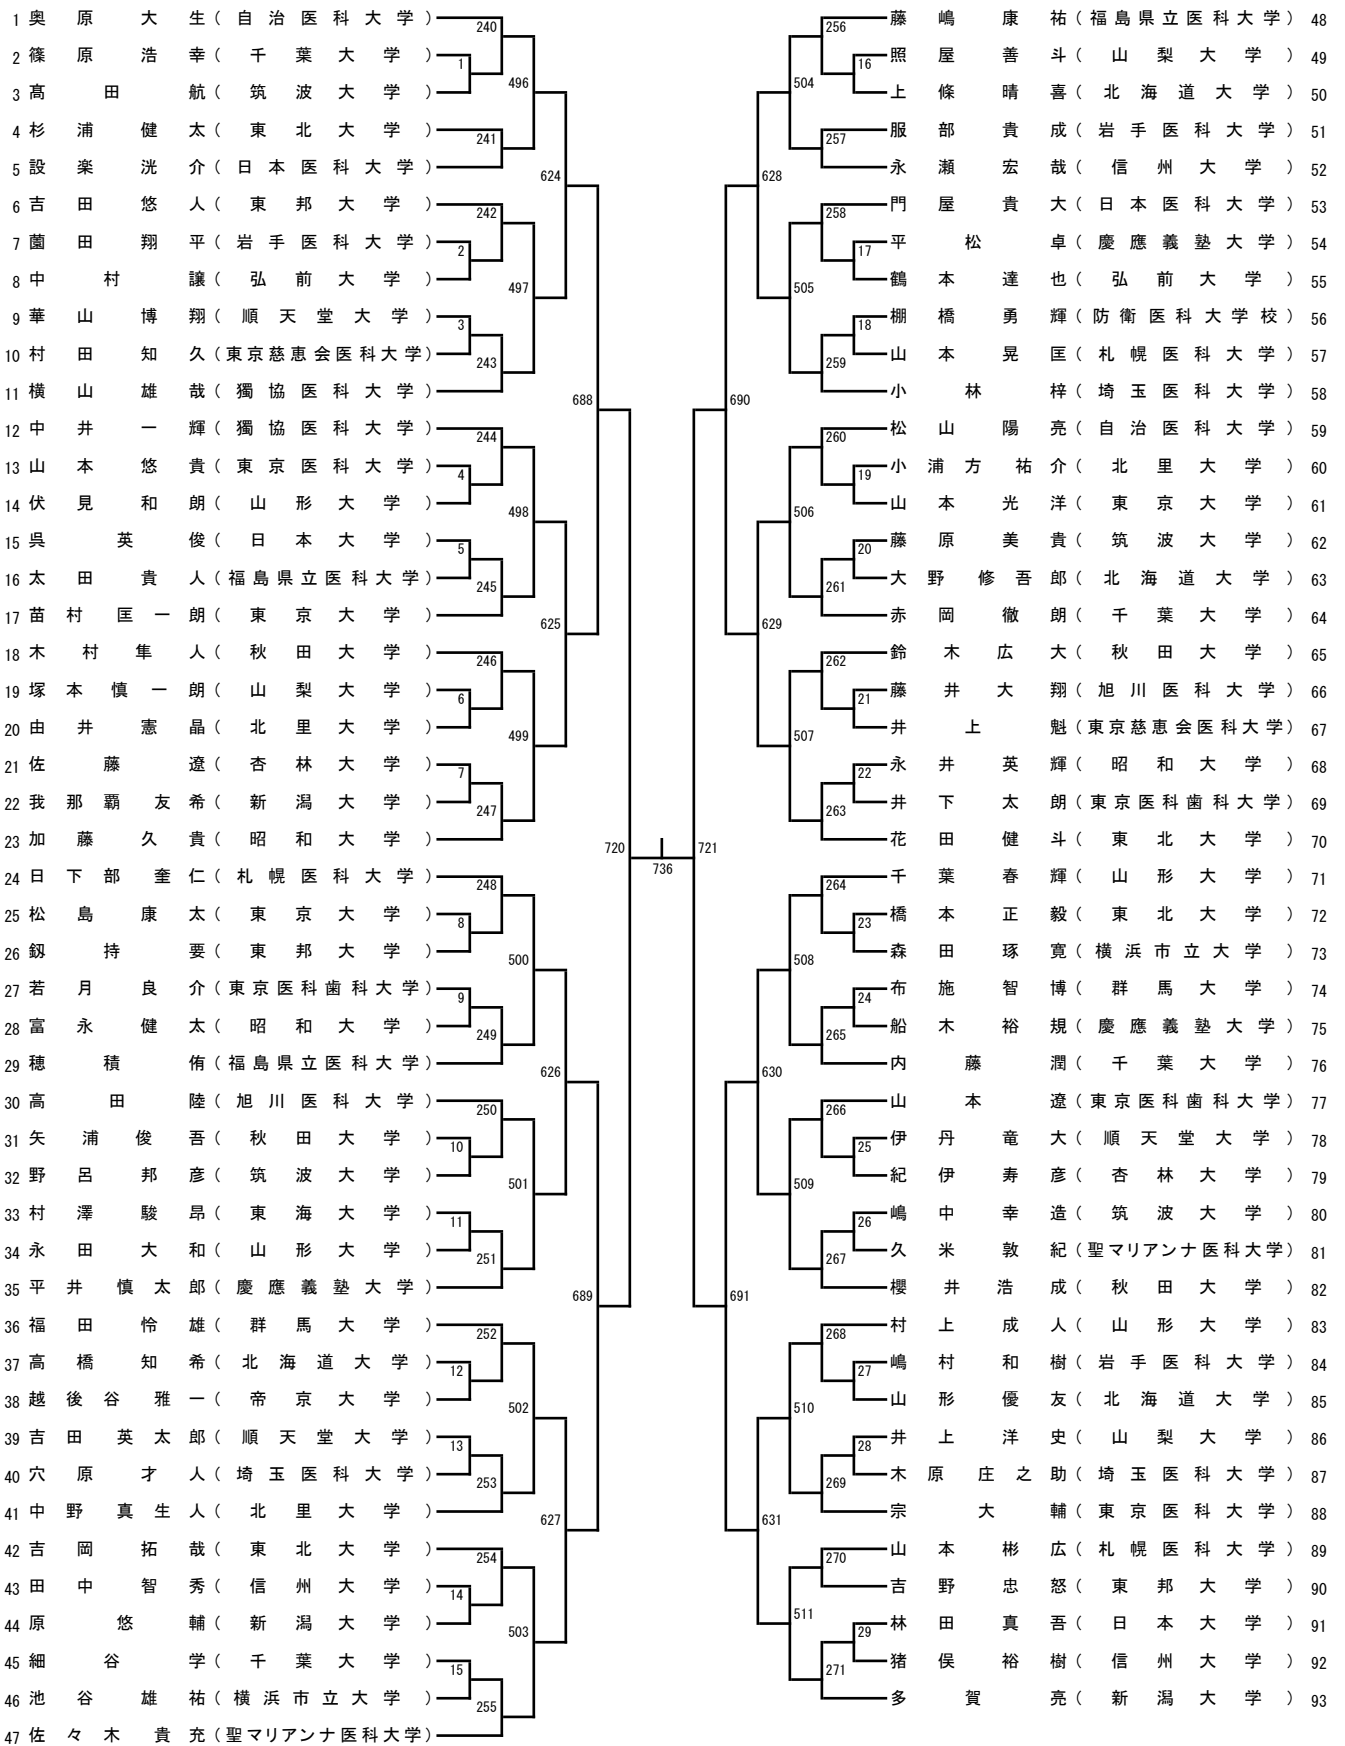 1 奥原大生(自治医科大学)
2 篠原浩幸(千葉大学)
3 髙田航(筑波大学)
4 杉浦健太(東北大学)
5 設楽洸介(日本医科大学)
6 吉田悠人(東邦大学)
7 薗田翔平(岩手医科大学)
8 中村譲(弘前大学)
9 華山博翔(順天堂大学)
10 村田知久(東京慈恵会医科大学)
11 横山雄哉(獨協医科大学)
12 中井一輝(獨協医科大学)
13 山本悠貴(東京医科大学)
14 伏見和朗(山形大学)
15 呉英俊(日本大学)
16 太田貴人(福島県立医科大学)
17 苗村匡一朗(東京大学)
18 木村隼人(秋田大学)
19 塚本慎一朗(山梨大学)
20 由井憲晶(北里大学)
21 佐藤遼(杏林大学)
22 我那覇友希(新潟大学)
23 加藤久貴(昭和大学)
24 日下部奎仁(札幌医科大学)
25 松島康太(東京大学)
26 釼持要(東邦大学)
27 若月良介(東京医科歯科大学)
28 富永健太(昭和大学)
29 穂積侑(福島県立医科大学)
30 高田陸(旭川医科大学)
31 矢浦俊吾(秋田大学)
32 野呂邦彦(筑波大学)
33 村澤駿昂(東海大学)
34 永田大和(山形大学)
35 平井慎太郎(慶應義塾大学)
36 福田怜雄(群馬大学)
37 高橋知希(北海道大学)
38 越後谷雅一(帝京大学)
39 吉田英太郎(順天堂大学)
40 穴原才人(埼玉医科大学)
41 中野真生人(北里大学)
42 吉岡拓哉(東北大学)
43 田中智秀(信州大学)
44 原悠輔(新潟大学)
45 細谷学(千葉大学)
46 池谷雄祐(横浜市立大学)
47 佐々木貴充(聖マリアンナ医科大学)
240
1
496
241
624
242
2
497
3
243
688
244
4
498
5
245
625
246
6
499
7
247
720
248
8
500
9
249
626
250
10
501
11
251
689
252
12
502
13
253
627
254
14
503
15
255
736
藤嶋康祐(福島県立医科大学) 48
照屋善斗(山梨大学) 49
上條晴喜(北海道大学) 50
服部貴成(岩手医科大学) 51
永瀬宏哉(信州大学) 52
門屋貴大(日本医科大学) 53
平松卓(慶應義塾大学) 54
鶴本達也(弘前大学) 55
棚橋勇輝(防衛医科大学校) 56
山本晃匡(札幌医科大学) 57
小林梓(埼玉医科大学) 58
松山陽亮(自治医科大学) 59
小浦方祐介(北里大学) 60
山本光洋(東京大学) 61
藤原美貴(筑波大学) 62
大野修吾郎(北海道大学) 63
赤岡徹朗(千葉大学) 64
鈴木広大(秋田大学) 65
藤井大翔(旭川医科大学) 66
井上魁(東京慈恵会医科大学) 67
永井英輝(昭和大学) 68
井下太朗(東京医科歯科大学) 69
花田健斗(東北大学) 70
千葉春輝(山形大学) 71
橋本正毅(東北大学) 72
森田琢寛(横浜市立大学) 73
布施智博(群馬大学) 74
船木裕規(慶應義塾大学) 75
内藤潤(千葉大学) 76
山本遼(東京医科歯科大学) 77
伊丹竜大(順天堂大学) 78
紀伊寿彦(杏林大学) 79
嶋中幸造(筑波大学) 80
久米敦紀(聖マリアンナ医科大学) 81
櫻井浩成(秋田大学) 82
村上成人(山形大学) 83
嶋村和樹(岩手医科大学) 84
山形優友(北海道大学) 85
井上洋史(山梨大学) 86
木原庄之助(埼玉医科大学) 87
宗大輔(東京医科大学) 88
山本彬広(札幌医科大学) 89
吉野忠怒(東邦大学) 90
林田真吾(日本大学) 91
猪俣裕樹(信州大学) 92
多賀亮(新潟大学) 93
256
16
504
257
628
258
17
505
18
259
690
260
19
506
20
261
629
262
21
507
22
263
721
264
23
508
24
265
630
266
25
509
26
267
691
268
27
510
28
269
631
270
511
29
271